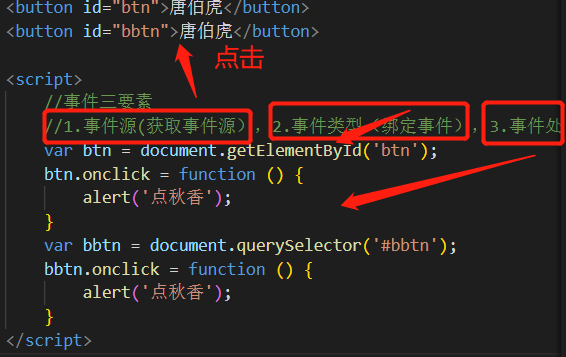 <button id="btn">唐伯虎</button>
<button id="bbtn">唐伯虎</button>
点击
<script>
//事件三要素
//1.事件源(获取事件源), 2.事件类型（绑定事件）, 3.事件处
var btn = document.getElementById('btn');
btn.onclick = function () {
alert('点秋香');
}
var bbtn = document.querySelector('#bbtn');
bbtn.onclick = function () {
alert('点秋香');
}
</script>